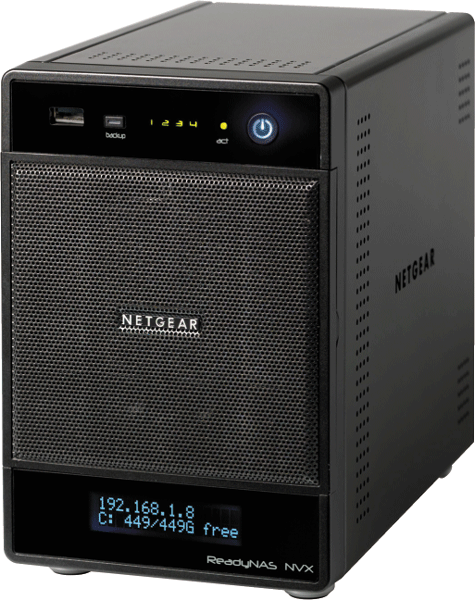 1 2 3 4
backup
act
NETGEAR
NETGEAR
192.168.1.8
C: 449/449G free
ReadyNAS NVX